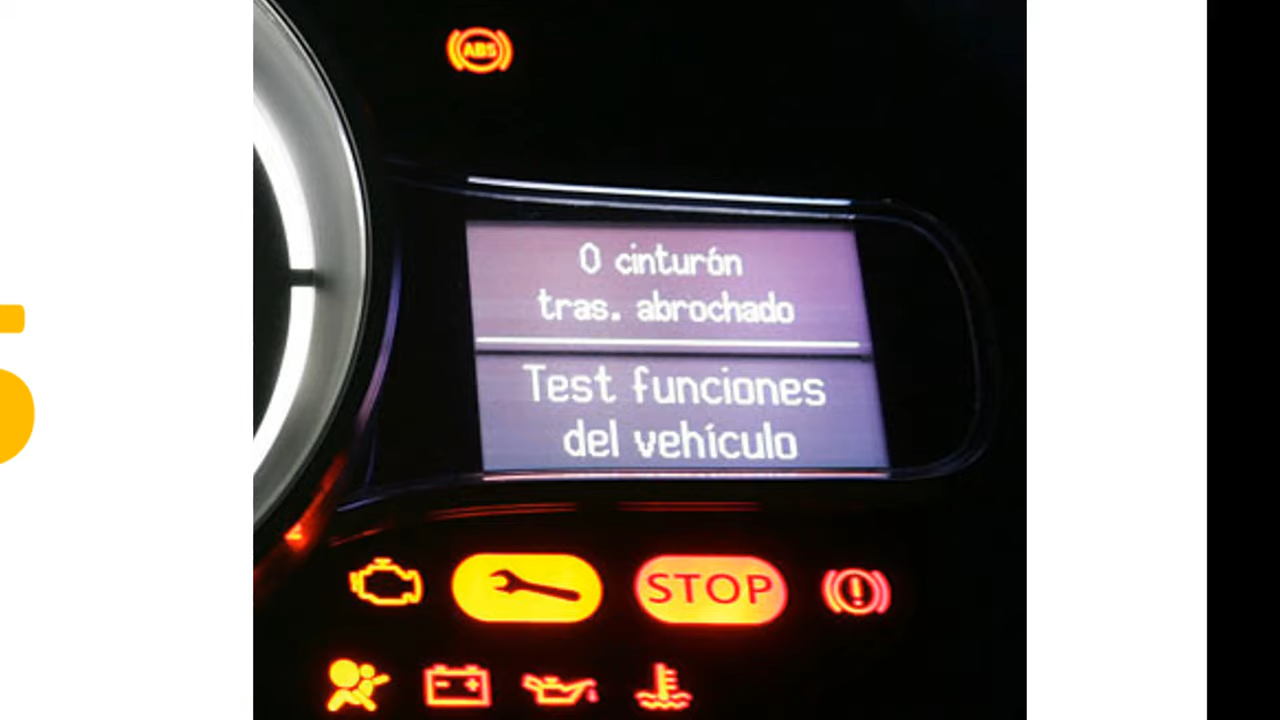 ABS
0 cinturón
tras. abrochado
Test funciones
del vehículo
STOP